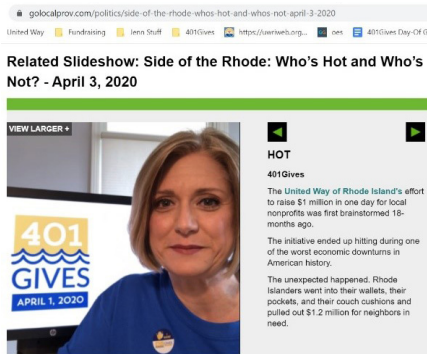 golocalprov.com/politics/side-of-the-rhode-whos-hot-and-whos-not-april-3-2020
United Way Fundraising Jenn Stuff 401Gives https://uwriweb.org... oes 401Gives Day-Of G
Related Slideshow: Side of the Rhode: Who's Hot and Who's
Not? - April 3, 2020
VIEW LARGER +
401
GIVES
APRIL 1, 2020
HOT
401Gives
The United Way of Rhode Island's effort
to raise $1 million in one day for local
nonprofits was first brainstormed 18-
months ago.
The initiative ended up hitting during one
of the worst economic downturns in
American history.
The unexpected happened. Rhode
Islanders went into their wallets, their
pockets, and their couch cushions and
pulled out $1.2 million for neighbors in
need.